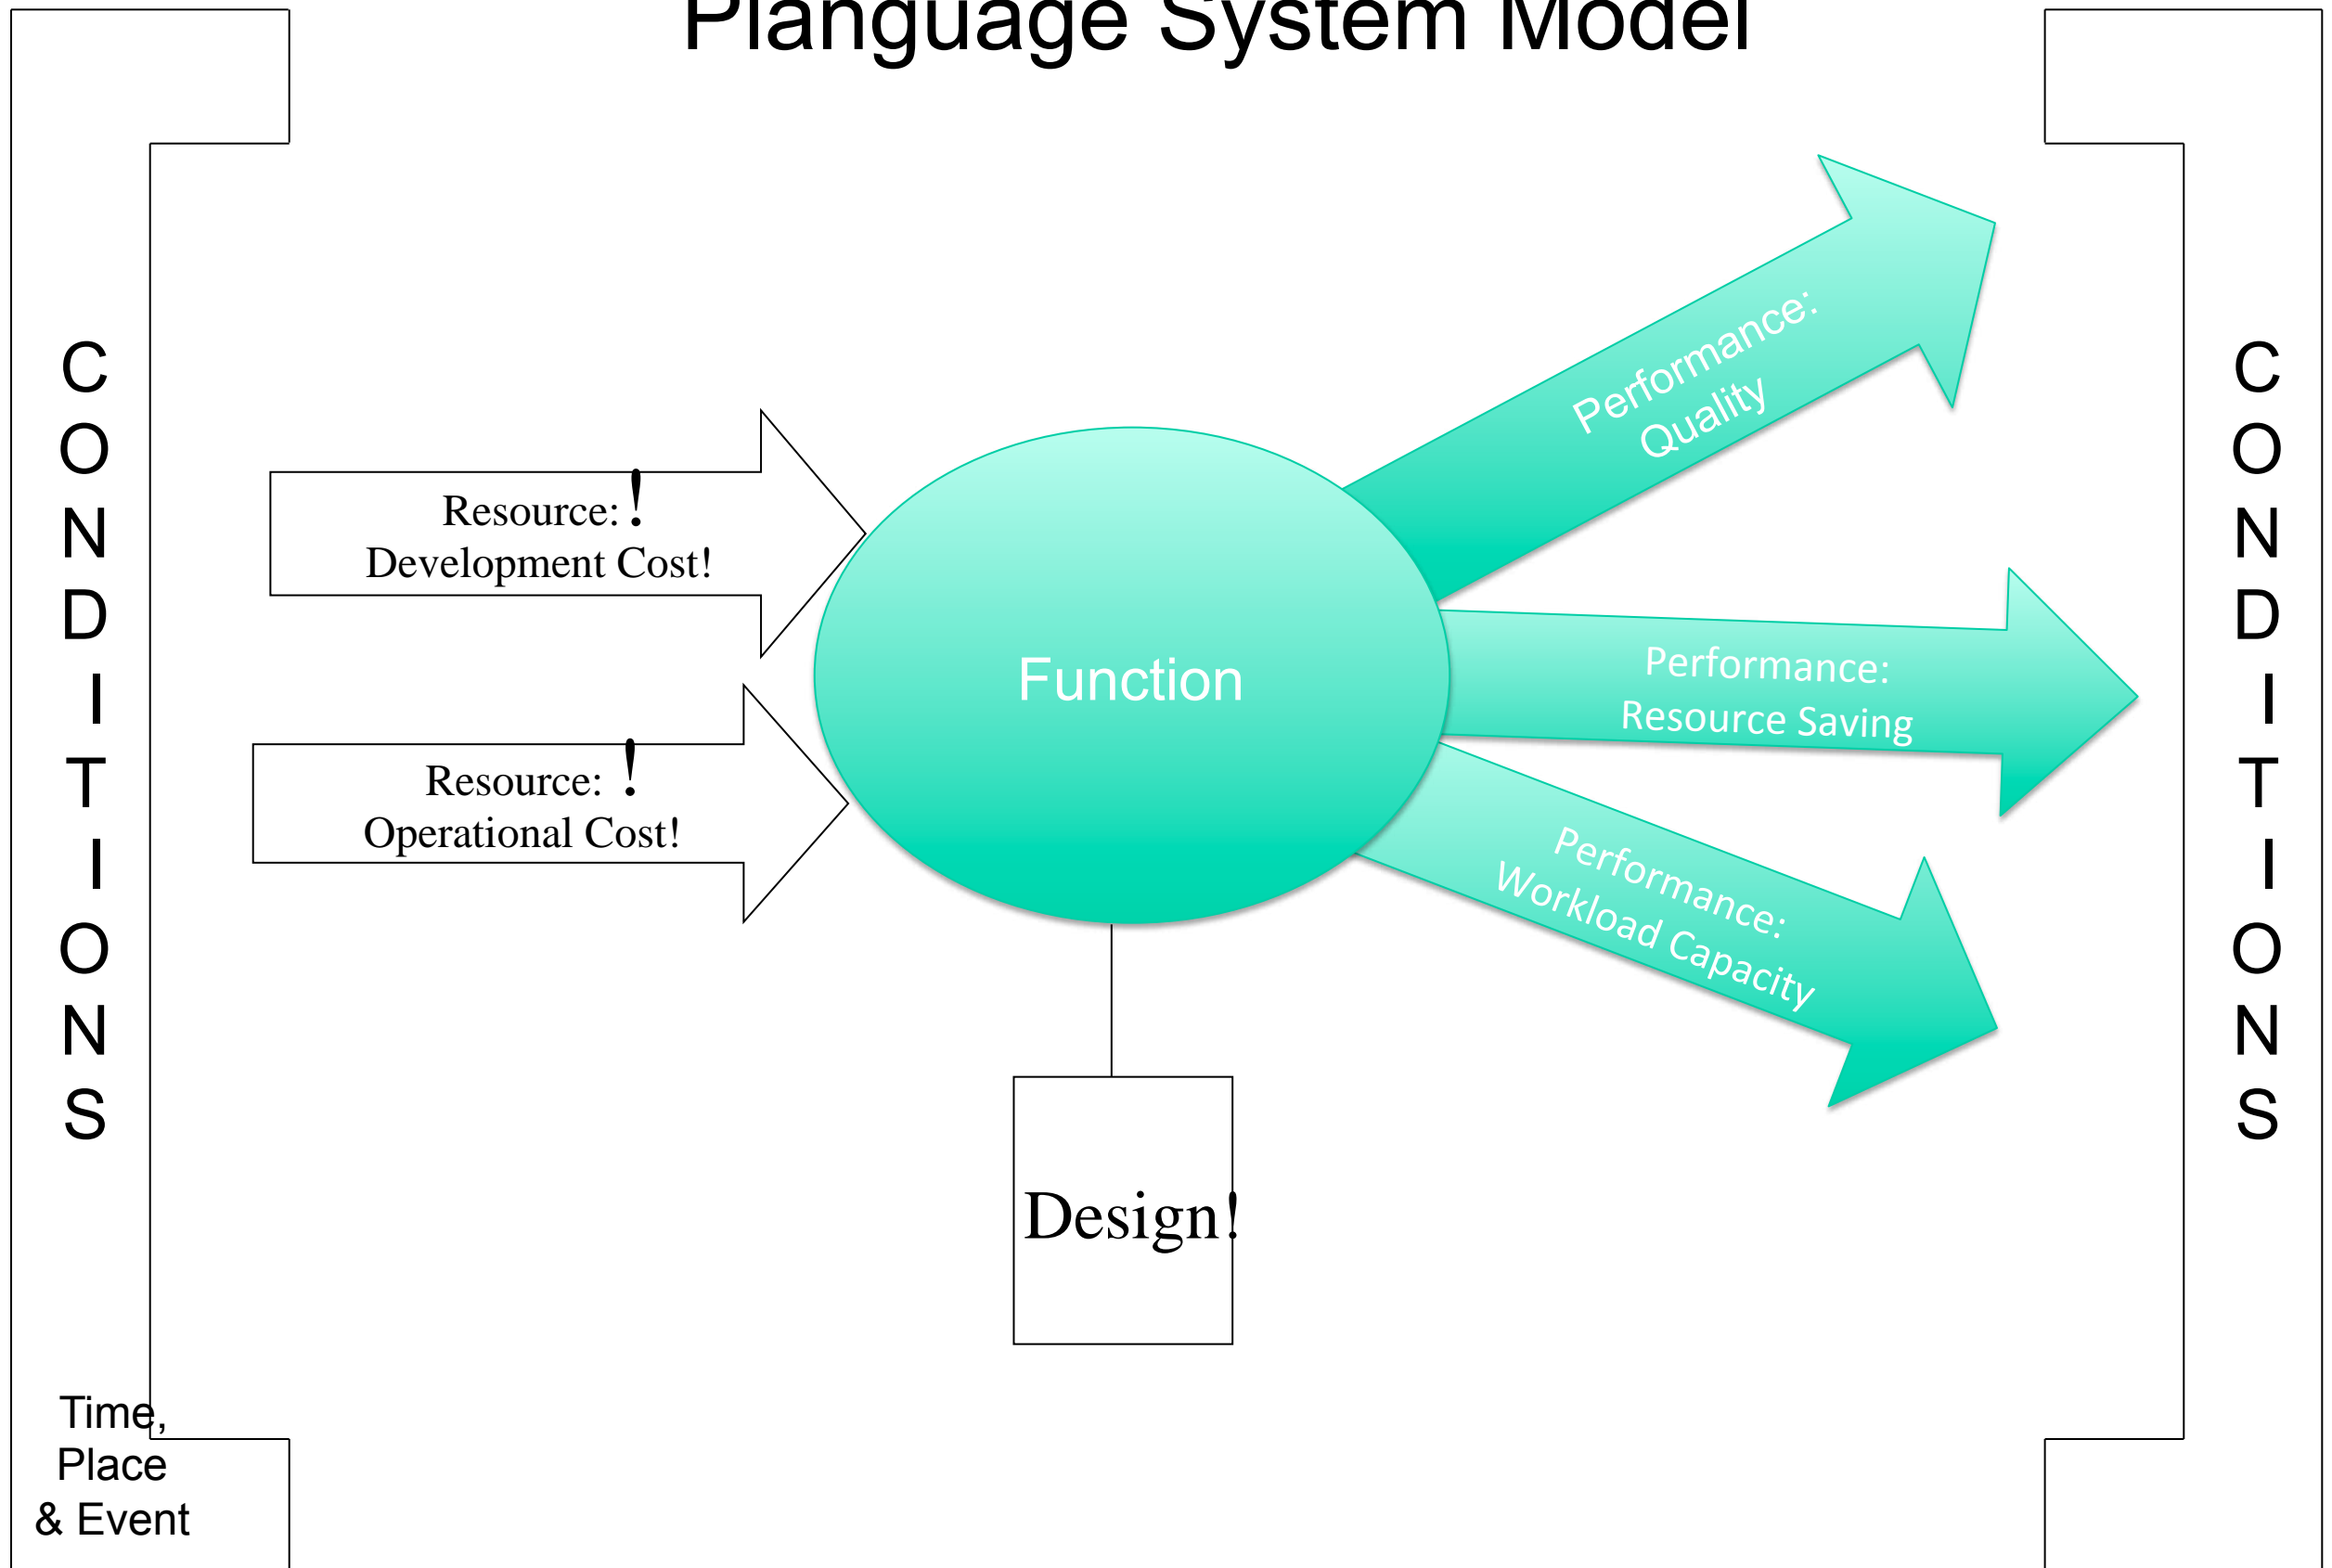 Planguage System Model
C
O
N
D
I
T
I
O
N
S
Time,
Place
& Event
Resource: !
Development Cost!
Resource: !
Operational Cost!
Function
Design!
Performance:
Quality
Performance:
Resource Saving
Performance:
Workload Capacity
C
O
N
D
I
T
I
O
N
S